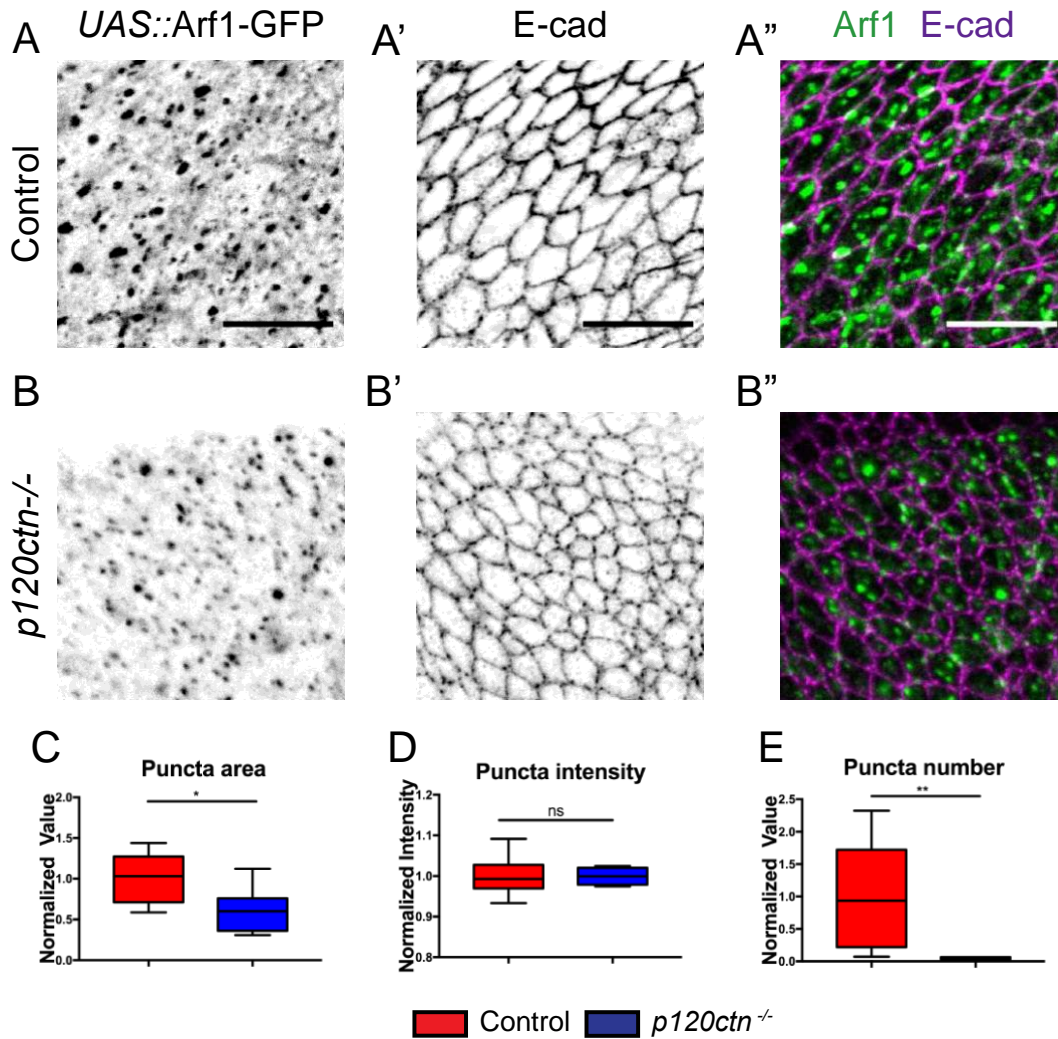 A
UAS::Arf1-GFP
A'
E-cad
A"
Arf1 E-cad
Control
B
B'
B"
p120ctn-/-
C
Puncta area
*
Normalized Value
2.0
1.5
1.0
0.5
0.0
D
Puncta intensity
ns
Normalized Intensity
1.2
1.1
1.0
0.9
0.8
E
Puncta number
**
Normalized Value
2.5
2.0
1.5
1.0
0.5
0.0
Control p120ctn -/-